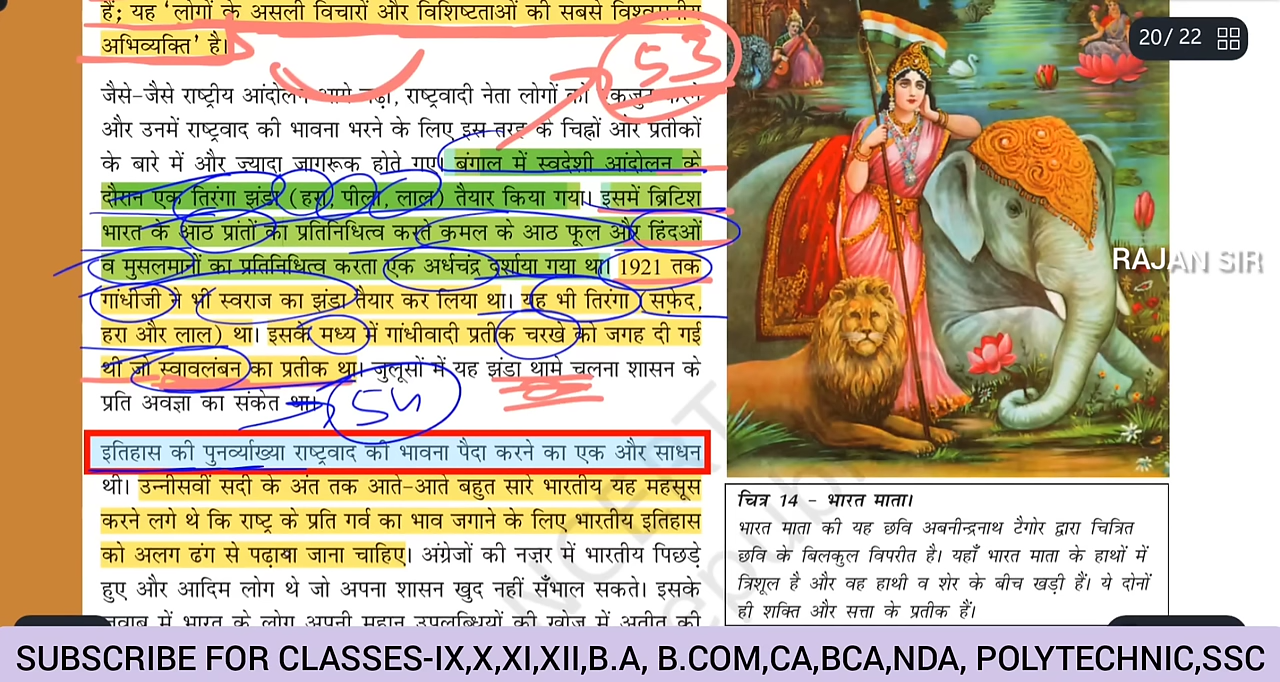 हैं; यह ‘लोगों के असली विचारों और विशिष्टताओं की सबसे विश्वसनीय
अभिव्यक्ति’ है।
53
जैसे-जैसे राष्ट्रीय आंदोलन आगे बढ़ा, राष्ट्रवादी नेता लोगों को एकजुट करने
और उनमें राष्ट्रवाद की भावना भरने के लिए इस तरह के चिह्नों और प्रतीकों
के बारे में और ज्यादा जागरूक होते गए। बंगाल में स्वदेशी आंदोलन के
दौरान एक तिरंगा झंडा (हरा, पीला, लाल) तैयार किया गया। इसमें ब्रिटिश
भारत के आठ प्रांतों का प्रतिनिधित्व करते कमल के आठ फूल और हिंदुओं
व मुसलमानों का प्रतिनिधित्व करता एक अर्धचंद्र दर्शाया गया था। 1921 तक
गांधीजी ने भी स्वराज का झंडा तैयार कर लिया था। यह भी तिरंगा (सफ़ेद,
हरा और लाल) था। इसके मध्य में गांधीवादी प्रतीक चरखे को जगह दी गई
थी जो स्वावलंबन का प्रतीक था। जुलूसों में यह झंडा थामे चलना शासन के
प्रति अवज्ञा का संकेत था।
इतिहास की पुनर्व्याख्या राष्ट्रवाद की भावना पैदा करने का एक और साधन
थी। उन्नीसवीं सदी के अंत तक आते-आते बहुत सारे भारतीय यह महसूस
करने लगे थे कि राष्ट्र के प्रति गर्व का भाव जगाने के लिए भारतीय इतिहास
को अलग ढंग से पढ़ाया जाना चाहिए। अंग्रेजों की नज़र में भारतीय पिछड़े
हुए और आदिम लोग थे जो अपना शासन खुद नहीं सँभाल सकते। इसके
जवाब में भारत के लोग अपनी महान उपलब्धियों की खोज में अतीत की
20/ 22
RAJAN SIR
चित्र 14 – भारत माता।
भारत माता की यह छवि अबनीन्द्रनाथ टैगोर द्वारा चित्रित
छवि के बिलकुल विपरीत है। यहाँ भारत माता के हाथों में
त्रिशूल है और वह हाथी व शेर के बीच खड़ी हैं। ये दोनों
ही शक्ति और सत्ता के प्रतीक हैं।
SUBSCRIBE FOR CLASSES-IX,X,XI,XII,B.A, B.COM,CA,BCA,NDA, POLYTECHNIC,SSC